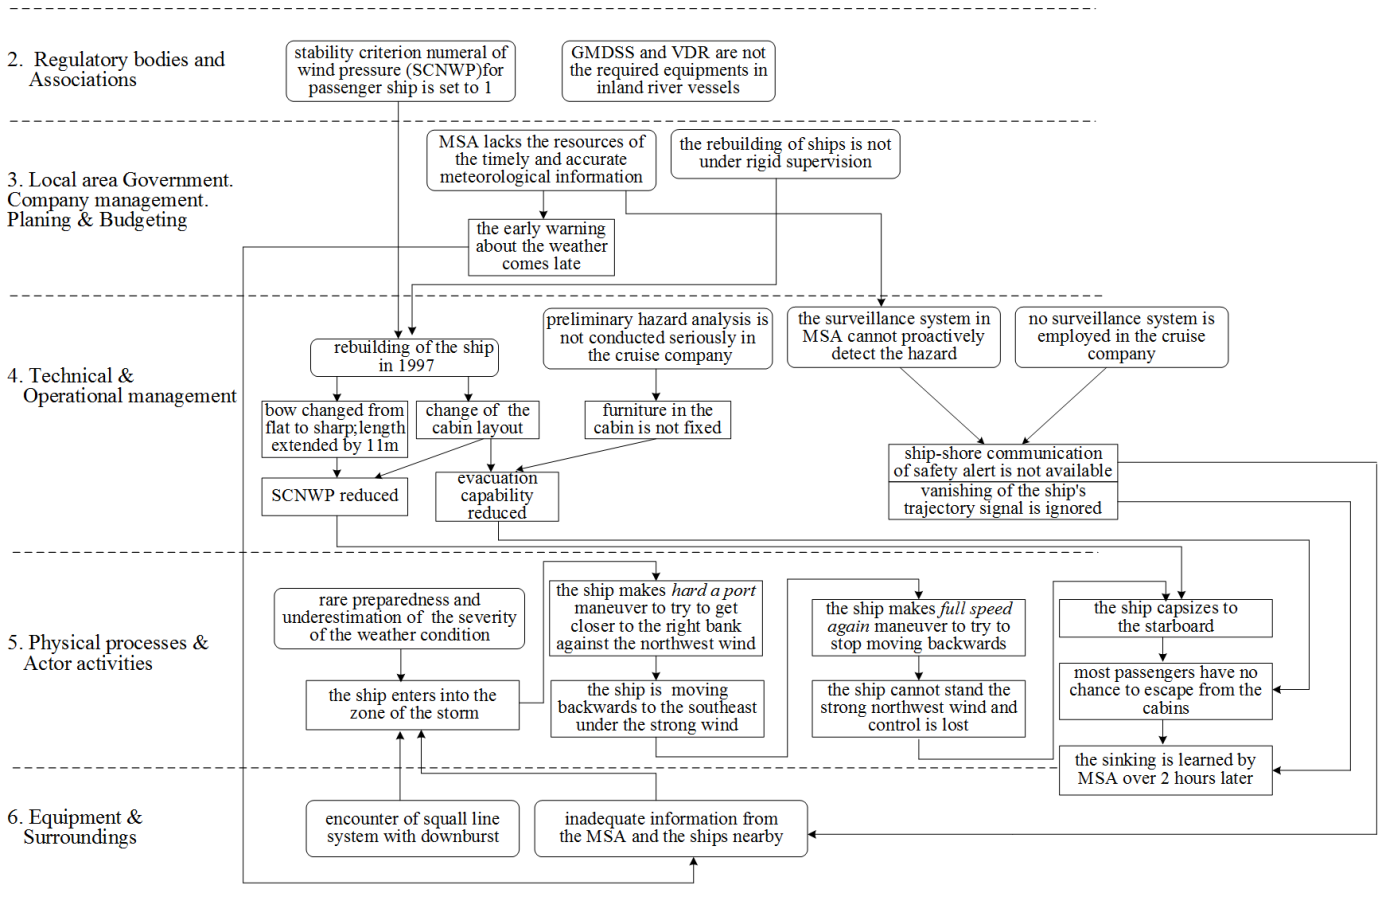 2.  Regulatory bodies and
Associations
stability criterion numeral of
wind pressure (SCNWP)for
passenger ship is set to 1
GMDSS and VDR are not
the required equipments in
inland river vessels
3. Local area Government.
Company management.
Planing & Budgeting
MSA lacks the resources of
the timely and accurate
meteorological information
the rebuilding of ships is not
under rigid supervision
the early warning
about the weather
comes late
4. Technical &
Operational management
rebuilding of the ship
in 1997
preliminary hazard analysis is
not conducted seriously in
the cruise company
the surveillance system in
MSA cannot proactively
detect the hazard
no surveillance system is
employed in the cruise
company
bow changed from
flat to sharp;length
extended by 11m
change of  the
cabin layout
furniture in the
cabin is not fixed
SCNWP reduced
evacuation
capability
reduced
ship-shore communication
of safety alert is not available
vanishing of the ship's
trajectory signal is ignored
5. Physical processes &
Actor activities
rare preparedness and
underestimation of  the severity
of the weather condition
the ship enters into the
zone of the storm
the ship makes hard a port
maneuver to try to get
closer to the right bank
against the northwest wind
the ship is  moving
backwards to the southeast
under the strong wind
the ship makes full speed
again maneuver to try to
stop moving backwards
the ship cannot stand the
strong northwest wind and
control is lost
the ship capsizes to
the starboard
most passengers have no
chance to escape from the
cabins
the sinking is learned by
MSA over 2 hours later
6. Equipment &
Surroundings
encounter of squall line
system with downburst
inadequate information from
the MSA and the ships nearby